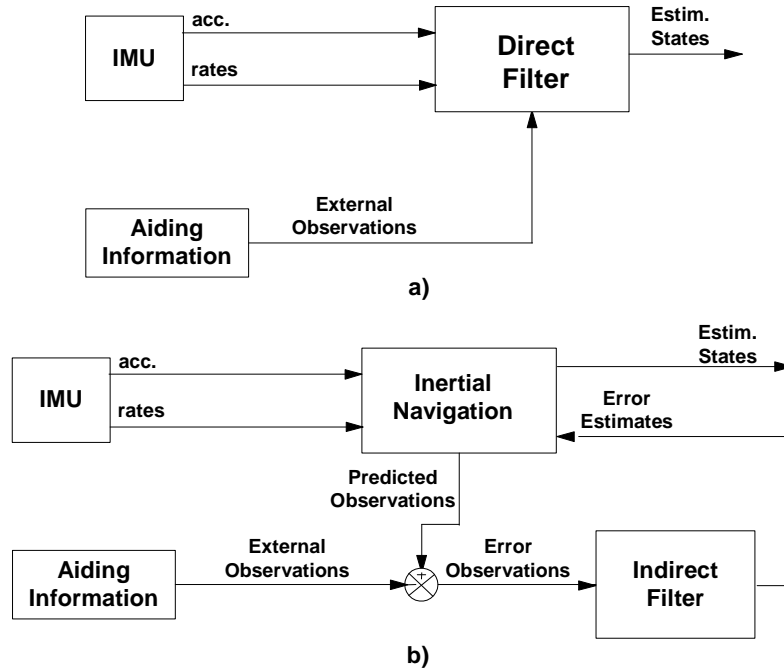 acc.
IMU
rates
Direct
Filter
Estim.
States
External
Observations
Aiding
Information
a)
acc.
IMU
rates
Inertial
Navigation
Estim.
States
Error
Estimates
Predicted
Observations
External
Observations
Aiding
Information
+
-
Error
Observations
Indirect
Filter
b)